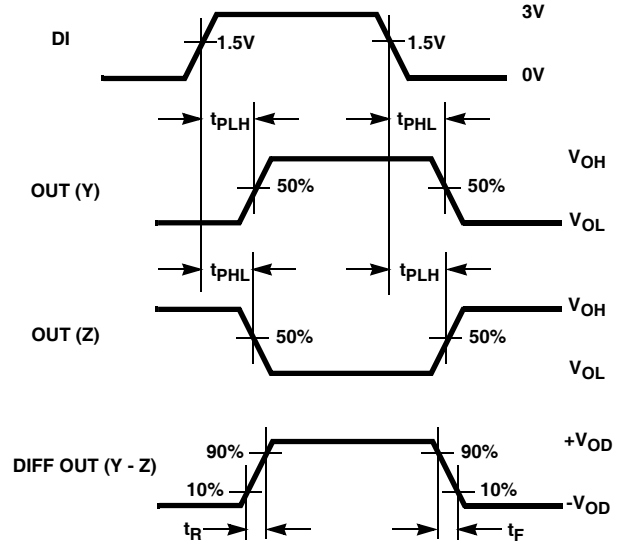 3V
DI
1.5V
1.5V
0V
tPLH
tPHL
VOH
50%
50%
OUT (Y)
VOL
tPHL
tPLH
VOH
OUT (Z)
50%
50%
VOL
+VOD
90%
90%
DIFF OUT (Y - Z)
10%
10%
-VOD
tR
tF